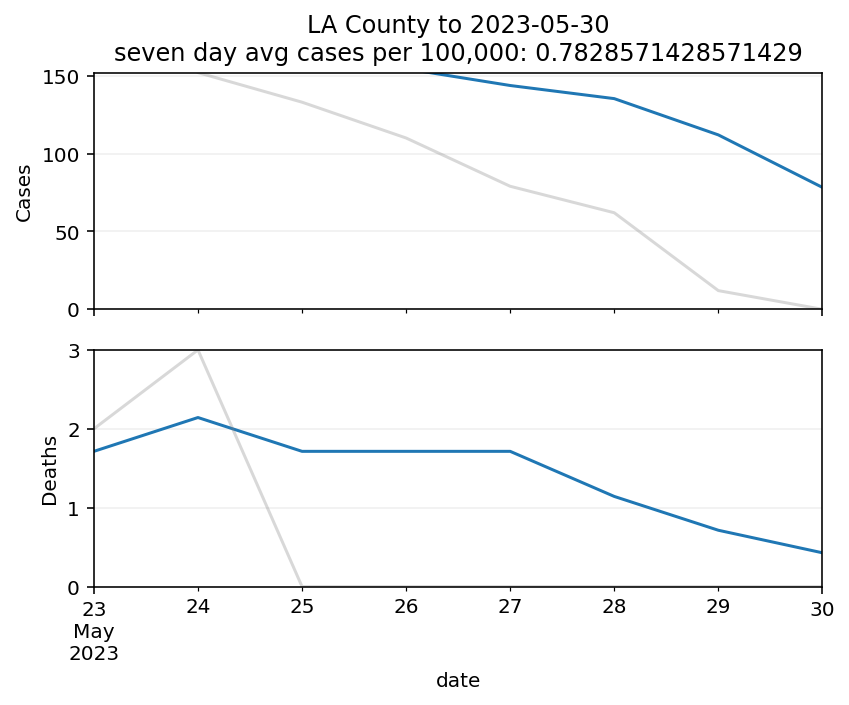 LA County to 2023-05-30
seven day avg cases per 100,000: 0.7828571428571429
150
100
50
0
Cases
3
2
1
0
Deaths
23 24 25 26 27 28 29 30
May
2023
date